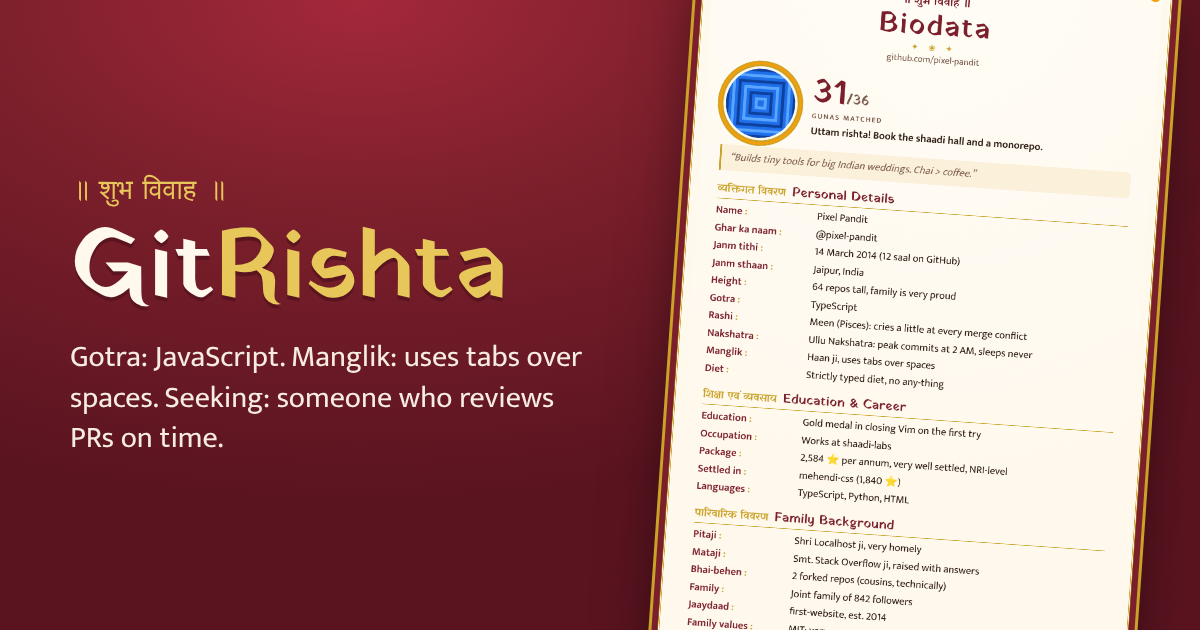 ॥ शुभ विवाह ॥
GitRishta
Gotra: JavaScript. Manglik: uses tabs over
spaces. Seeking: someone who reviews
PRs on time.
॥ शुभ विवाह ॥
Biodata
github.com/pixel-pandit
31/36
GUNAS MATCHED
Uttam rishta! Book the shaadi hall and a monorepo.
"Builds tiny tools for big Indian weddings. Chai > coffee."
व्यक्तिगत विवरण Personal Details
Name : Pixel Pandit
Ghar ka naam : @pixel-pandit
Janm tithi : 14 March 2014 (12 saal on GitHub)
Janm sthaan : Jaipur, India
Height : 64 repos tall, family is very proud
Gotra : TypeScript
Rashi : Meen (Pisces): cries a little at every merge conflict
Nakshatra : Ullu Nakshatra: peak commits at 2 AM, sleeps never
Manglik : Haan ji, uses tabs over spaces
Diet : Strictly typed diet, no any-thing
शिक्षा एवं व्यवसाय Education & Career
Education : Gold medal in closing Vim on the first try
Occupation : Works at shaadi-labs
Package : 2,584 ⭐ per annum, very well settled, NRI-level
Settled in : mehendi-css (1,840 ⭐)
Languages : TypeScript, Python, HTML
पारिवारिक विवरण Family Background
Pitaji : Shri Localhost ji, very homely
Mataji : Smt. Stack Overflow ji, raised with answers
Bhai-behen : 2 forked repos (cousins, technically)
Family : Joint family of 842 followers
Jaaydaad : first-website, est. 2014
Family values :